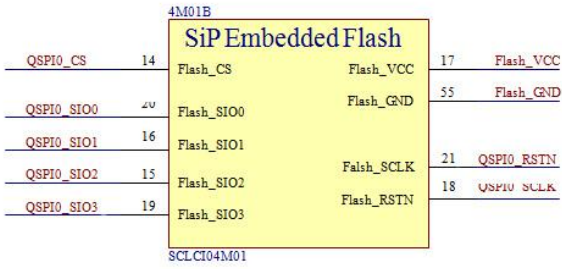 4M01B
SiP Embedded Flash
QSPI0_CS 14 Flash_CS Flash_VCC 17 Flash_VCC
Flash_GND 55 Flash_GND
QSPI0_SIO0 20 Flash_SIO0
QSPI0_SIO1 16 Flash_SIO1
Falsh_SCLK 21 QSPI0_RSTN
QSPI0_SIO2 15 Flash_SIO2
Flash_RSTN 18 QSPI0_SCLK
QSPI0_SIO3 19 Flash_SIO3
SCLCI04M01